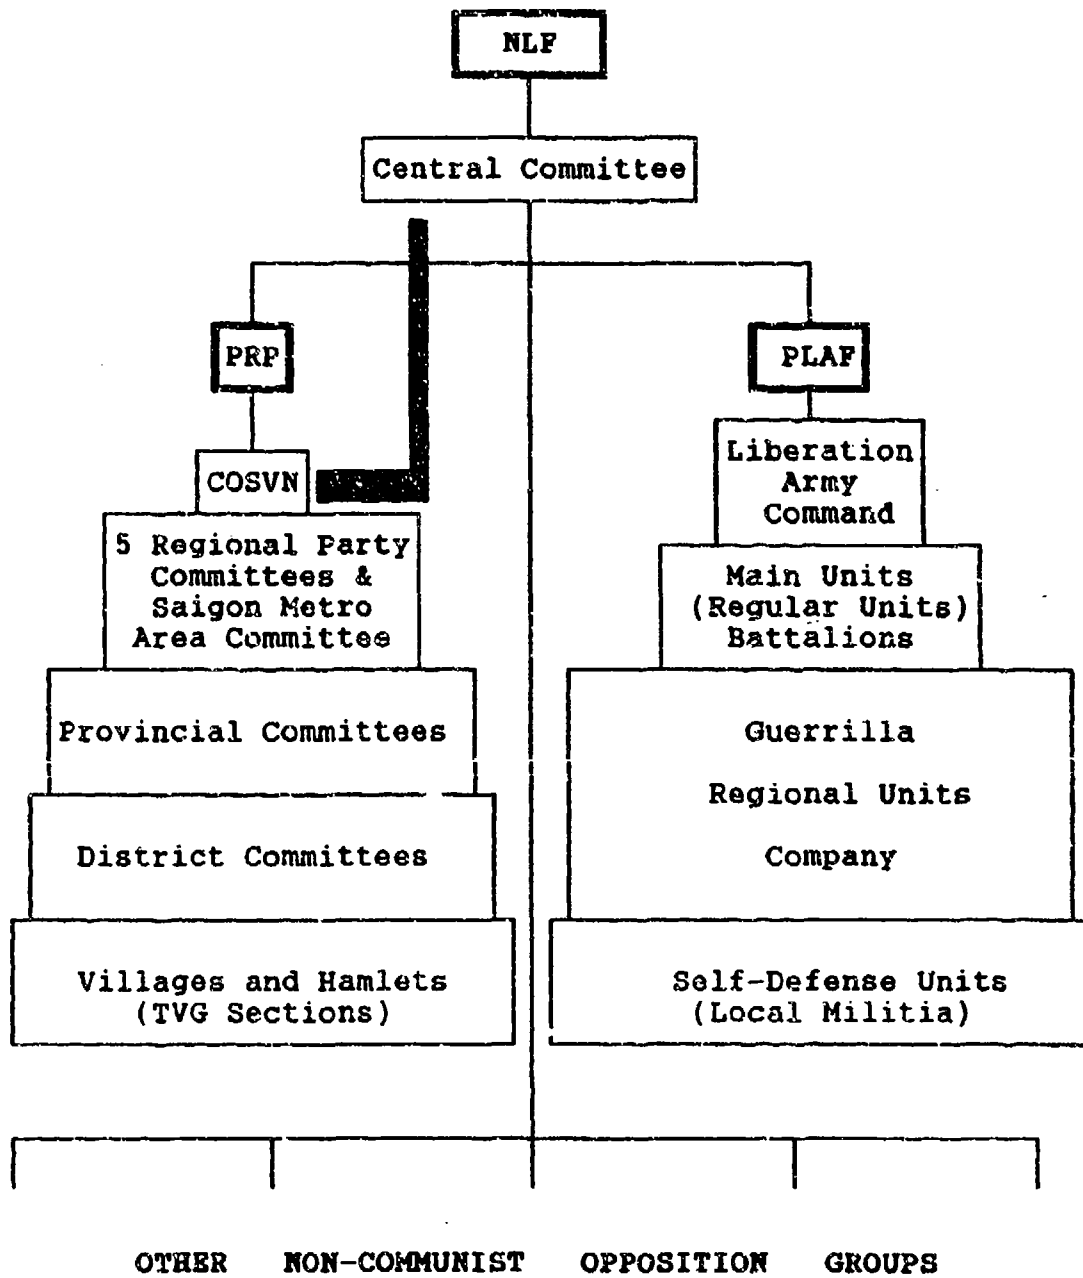 NLF
Central Committee
PRP
COSVN
5 Regional Party
Committees &
Saigon Metro
Area Committee
Provincial Committees
District Committees
Villages and Hamlets
(TVG Sections)
PLAF
Liberation
Army
Command
Main Units
(Regular Units)
Battalions
Guerrilla
Regional Units
Company
Self-Defense Units
(Local Militia)
OTHER NON-COMMUNIST OPPOSITION GROUPS